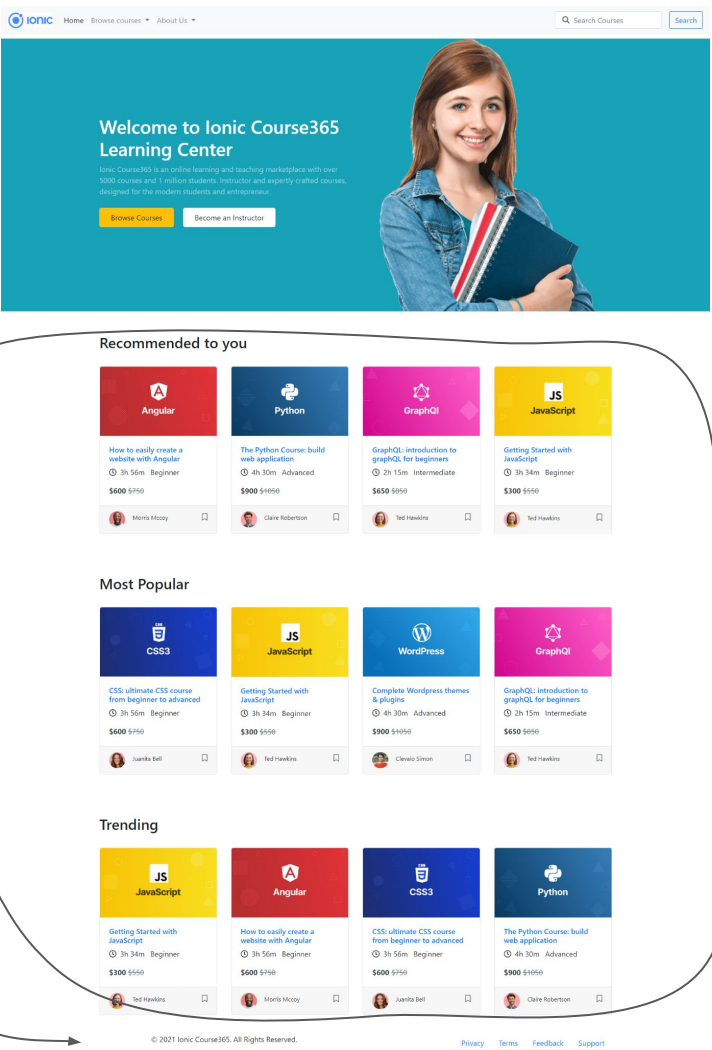 IONIC Home Browse courses About Us Search Courses Search
Welcome to Ionic Course365
Learning Center
Ionic Course365 is an online learning and teaching marketplace with over
5000 courses and 1 million students. Instructor and expertly crafted courses,
designed for the modern students and entrepreneur.
Browse Courses Become an Instructor
Recommended to you
Angular
How to easily create a
website with Angular
3h 56m Beginner
$600 $750
Morris Mccoy
Python
The Python Course: build
web application
4h 30m Advanced
$900 $1050
Claire Robertson
GraphQl
GraphQL: introduction to
graphQL for beginners
2h 15m Intermediate
$650 $850
Ted Hawkins
JS
JavaScript
Getting Started with
JavaScript
3h 34m Beginner
$300 $550
Ted Hawkins
Most Popular
CSS
CSS3
CSS: ultimate CSS course
from beginner to advanced
3h 56m Beginner
$600 $750
Juanita Bell
JS
JavaScript
Getting Started with
JavaScript
3h 34m Beginner
$300 $550
Ted Hawkins
WordPress
Complete Wordpress themes
& plugins
4h 30m Advanced
$900 $1050
Clevaio Simon
GraphQl
GraphQL: introduction to
graphQL for beginners
2h 15m Intermediate
$650 $850
Ted Hawkins
Trending
JS
JavaScript
Getting Started with
JavaScript
3h 34m Beginner
$300 $550
Ted Hawkins
Angular
How to easily create a
website with Angular
3h 56m Beginner
$600 $750
Morris Mccoy
CSS
CSS3
CSS: ultimate CSS course
from beginner to advanced
3h 56m Beginner
$600 $750
Juanita Bell
Python
The Python Course: build
web application
4h 30m Advanced
$900 $1050
Claire Robertson
© 2021 Ionic Course365. All Rights Reserved.
Privacy Terms Feedback Support